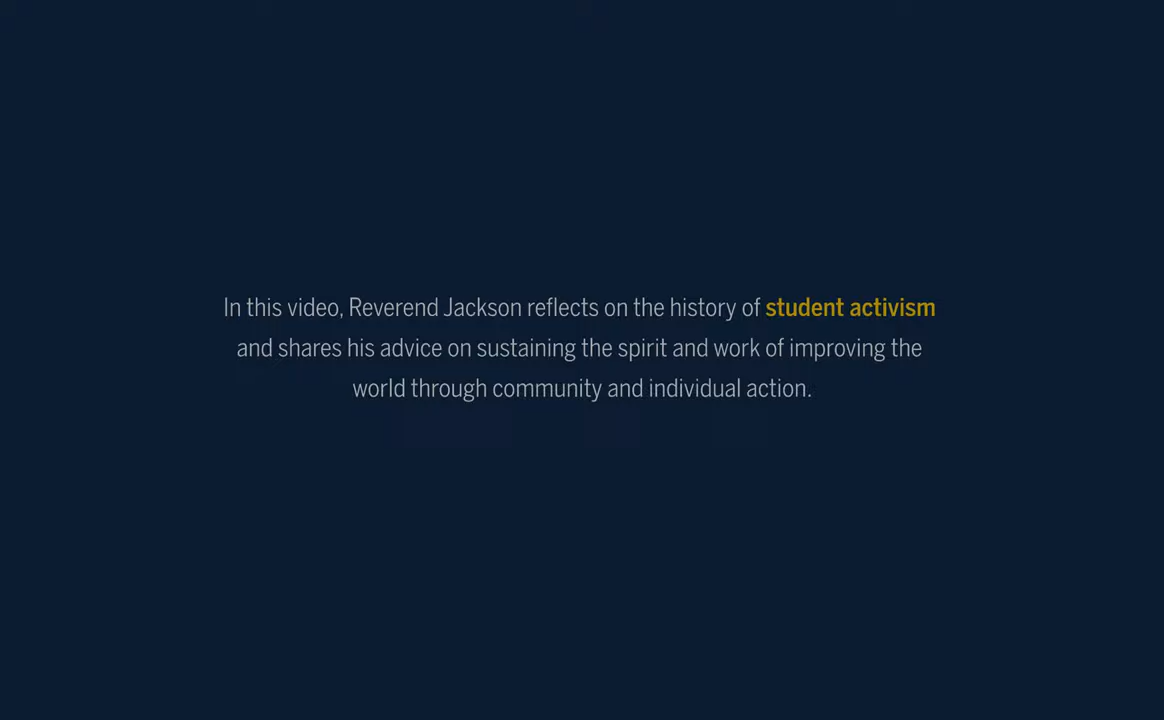 In this video, Reverend Jackson reflects on the history of student activism
and shares his advice on sustaining the spirit and work of improving the
world through community and individual action.